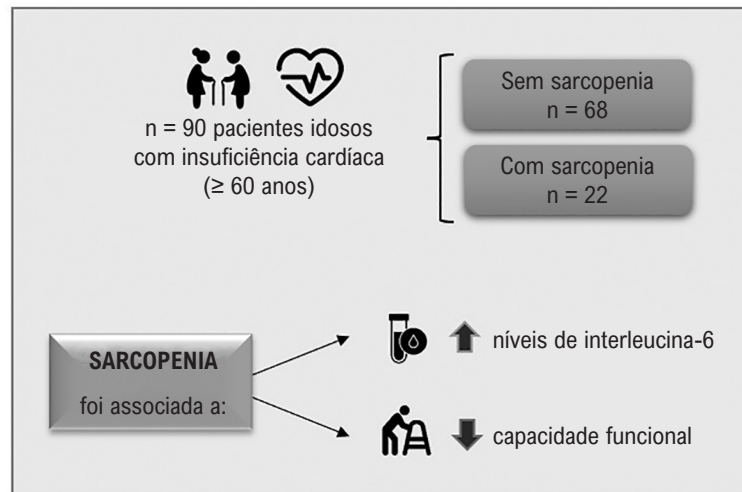 n = 90 pacientes idosos
com insuficiência cardíaca
(≥ 60 anos)
Sem sarcopenia
n = 68
Com sarcopenia
n = 22
SARCOPENIA
foi associada a:
níveis de interleucina-6
capacidade funcional